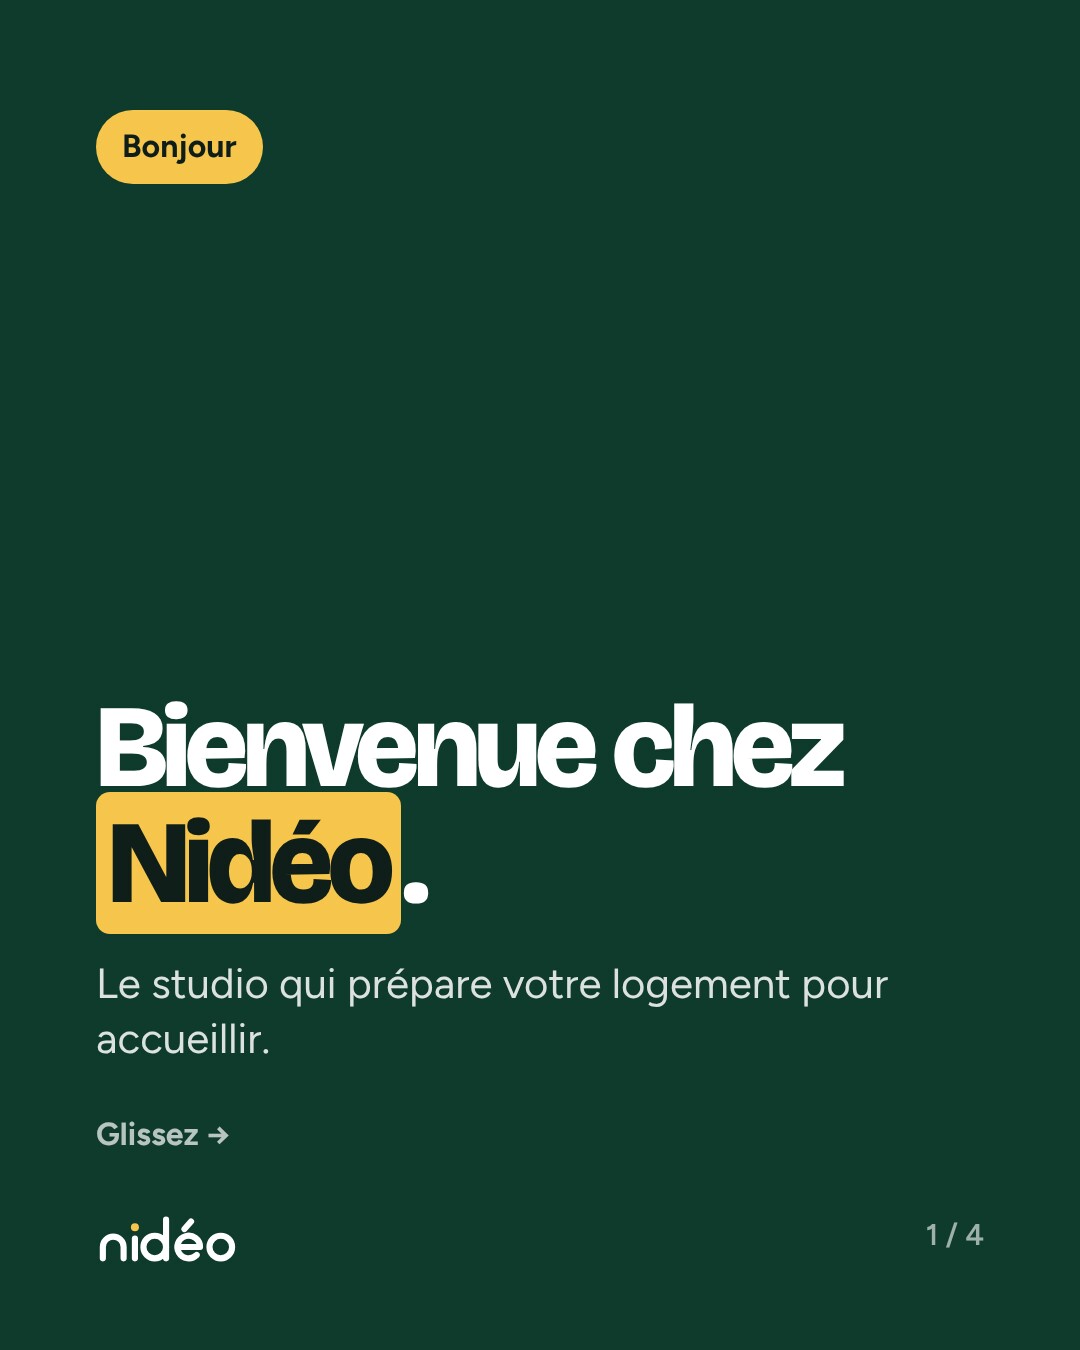 Bonjour
Bienvenue chez
Nidéo.
Le studio qui prépare votre logement pour
accueillir.
Glissez →
nidéo
1 / 4